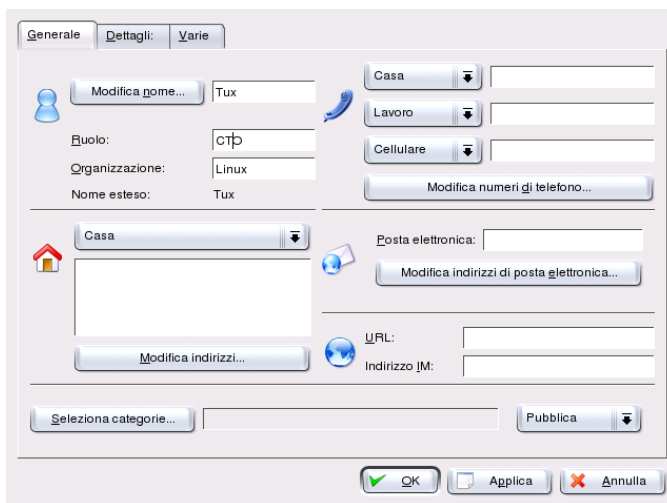 Generale
Dettagli:
Varie
Modifica nome...
Tux
Ruolo:
CTO
Organizzazione:
Linux
Nome esteso:
Tux
Casa
Lavoro
Cellulare
Modifica numeri di telefono...
Casa
Modifica indirizzi...
Posta elettronica:
Modifica indirizzi di posta elettronica...
URL:
Indirizzo IM:
Seleziona categorie...
Pubblica
OK
Applica
Annulla